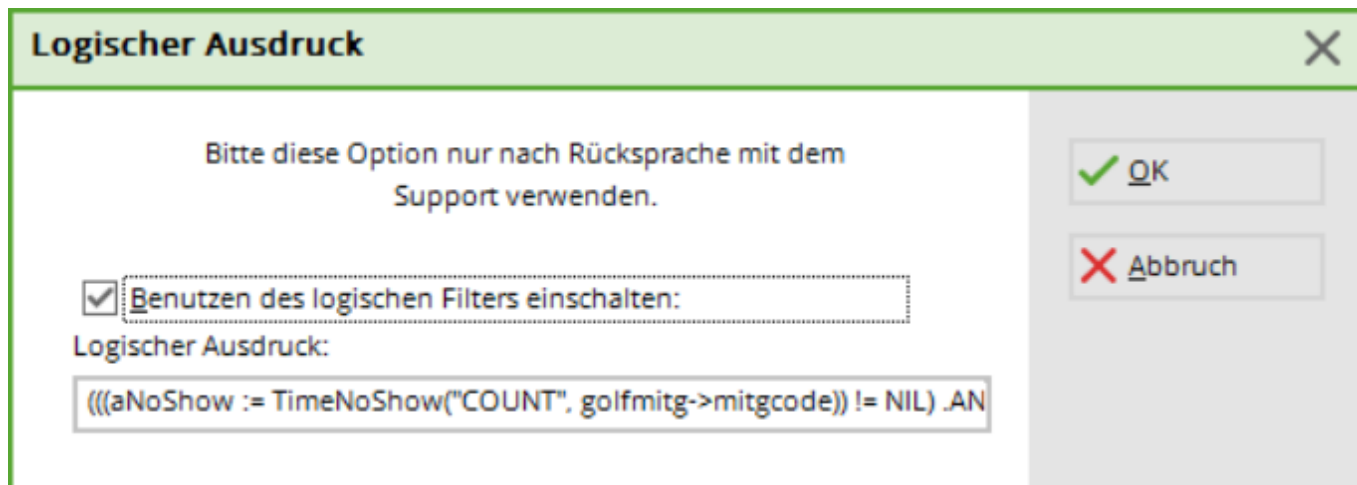 Logischer Ausdruck
Bitte diese Option nur nach Rücksprache mit dem
Support verwenden.
OK
Abbruch
Benutzen des logischen Filters einschalten:
Logischer Ausdruck:
(((aNoShow := TimeNoShow("COUNT", golfmitg->mitgcode)) != NIL) .AN